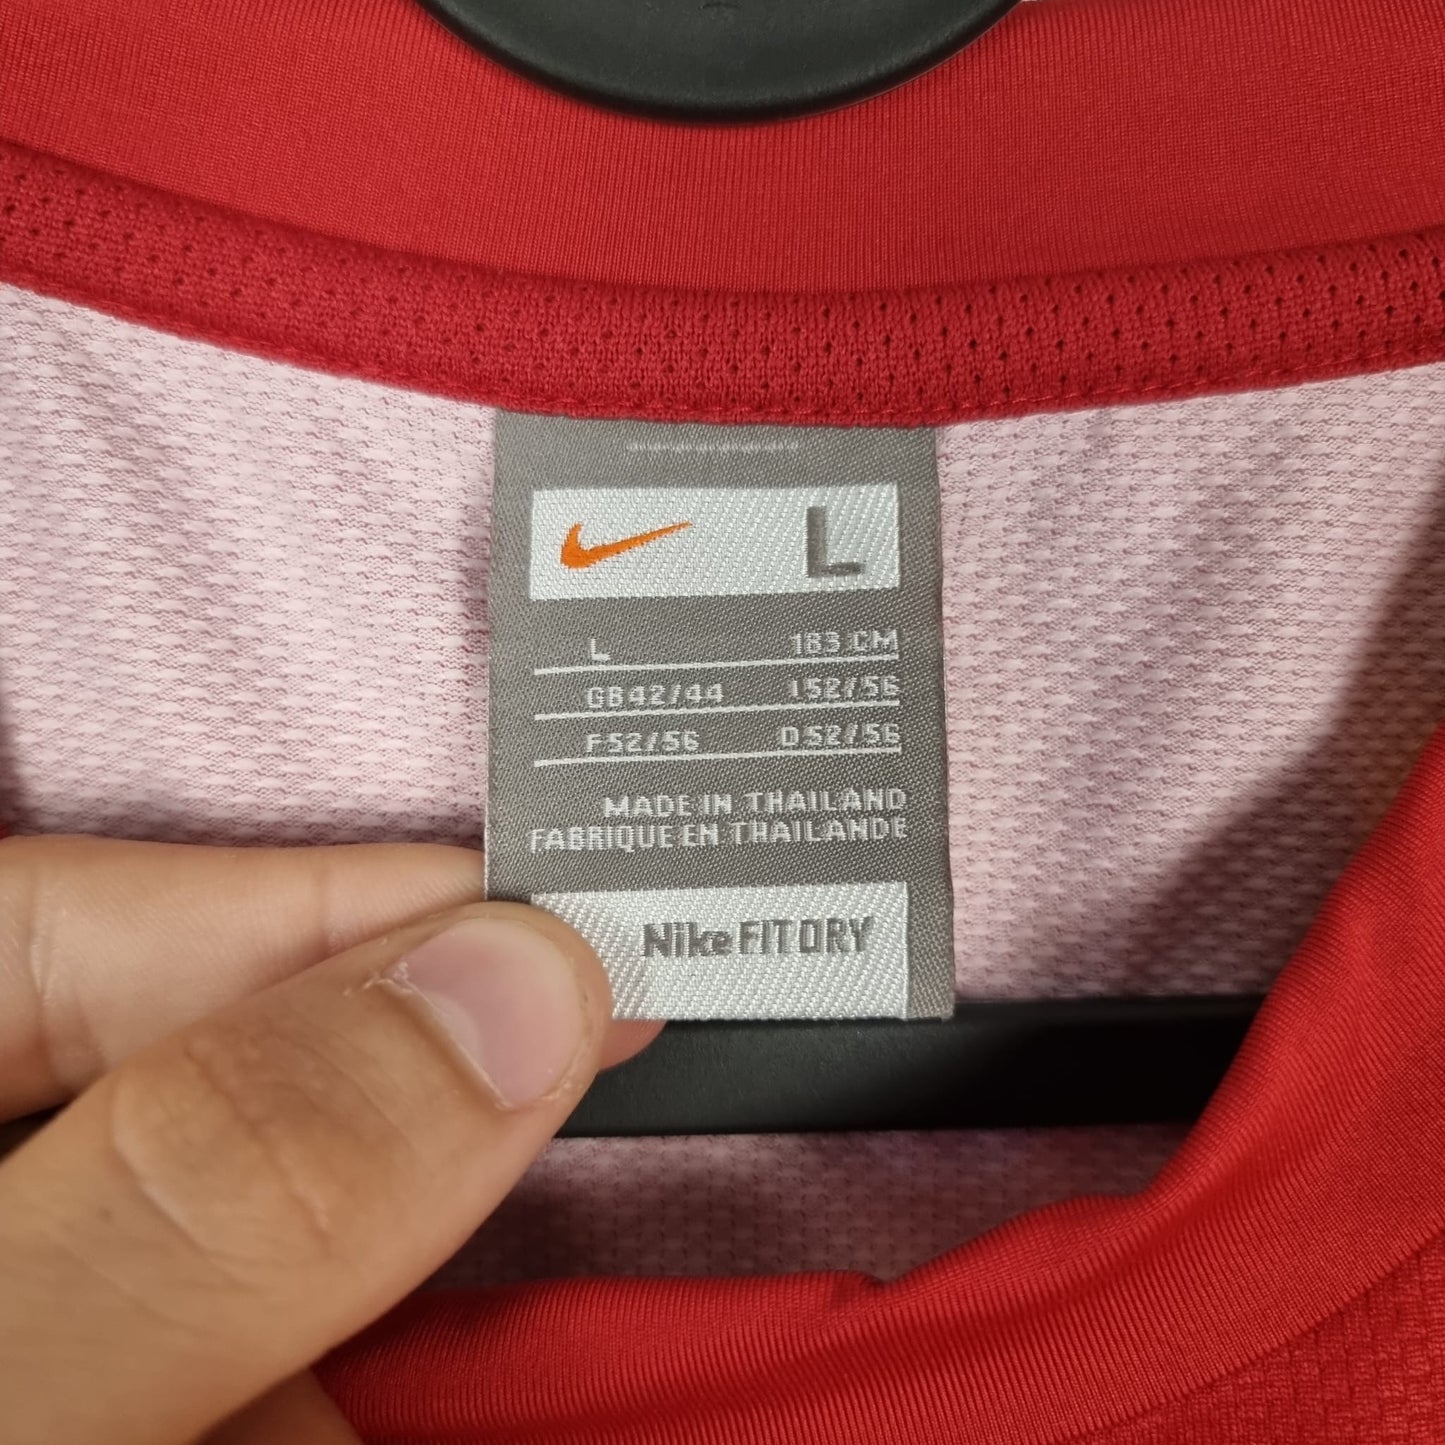 L
L 183 CM
GB42/44 I52/56
F52/56 D52/56
MADE IN THAILAND
FABRIQUE EN THAILANDE
Nike FIT DRY